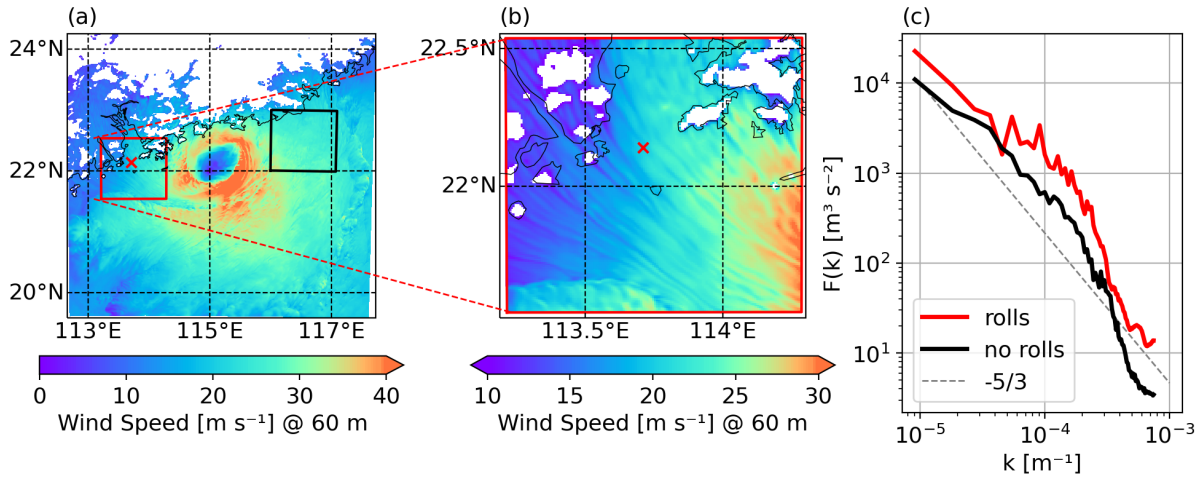 (a)
24°N
22°N
20°N
113°E 115°E 117°E
0 10 20 30 40
Wind Speed [m s⁻¹] @ 60 m
(b)
22.5°N
22°N
113.5°E 114°E
10 15 20 25 30
Wind Speed [m s⁻¹] @ 60 m
(c)
F(k) [m³ s⁻²]
10⁴
10³
10²
10¹
rolls
no rolls
-5/3
10⁻⁵ 10⁻⁴ 10⁻³
k [m⁻¹]